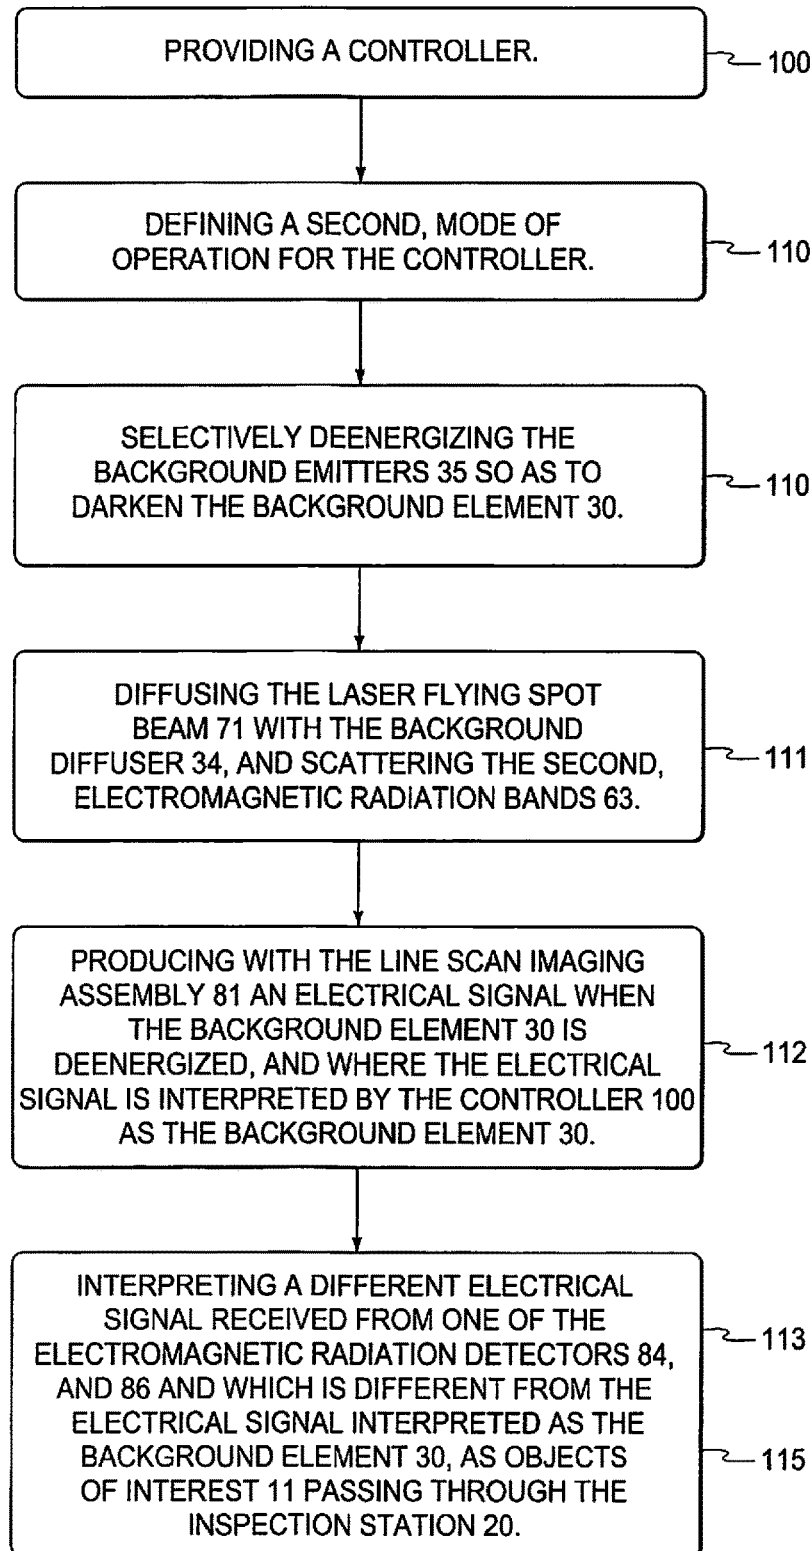 PROVIDING A CONTROLLER.
100
DEFINING A SECOND, MODE OF
OPERATION FOR THE CONTROLLER.
110
SELECTIVELY DEENERGIZING THE
BACKGROUND EMITTERS 35 SO AS TO
DARKEN THE BACKGROUND ELEMENT 30.
110
DIFFUSING THE LASER FLYING SPOT
BEAM 71 WITH THE BACKGROUND
DIFFUSER 34, AND SCATTERING THE SECOND,
ELECTROMAGNETIC RADIATION BANDS 63.
111
PRODUCING WITH THE LINE SCAN IMAGING
ASSEMBLY 81 AN ELECTRICAL SIGNAL WHEN
THE BACKGROUND ELEMENT 30 IS
DEENERGIZED, AND WHERE THE ELECTRICAL
SIGNAL IS INTERPRETED BY THE CONTROLLER 100
AS THE BACKGROUND ELEMENT 30.
112
INTERPRETING A DIFFERENT ELECTRICAL
SIGNAL RECEIVED FROM ONE OF THE
ELECTROMAGNETIC RADIATION DETECTORS 84,
AND 86 AND WHICH IS DIFFERENT FROM THE
ELECTRICAL SIGNAL INTERPRETED AS THE
BACKGROUND ELEMENT 30, AS OBJECTS
OF INTEREST 11 PASSING THROUGH THE
INSPECTION STATION 20.
113
115